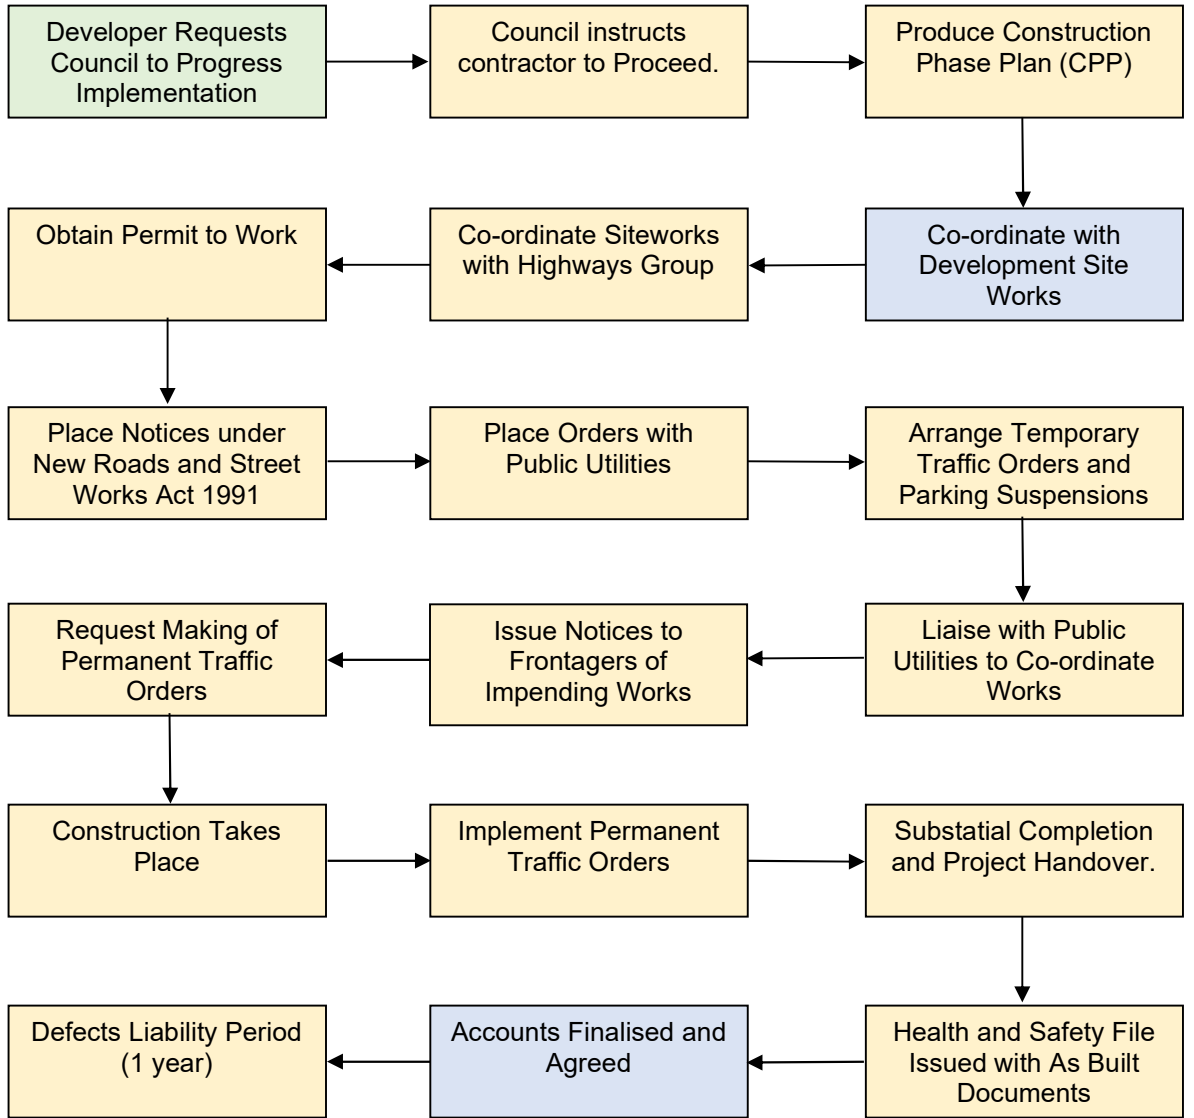 Developer Requests
Council to Progress
Implementation
Council instructs
contractor to Proceed.
Produce Construction
Phase Plan (CPP)
Co-ordinate with
Development Site
Works
Co-ordinate Siteworks
with Highways Group
Obtain Permit to Work
Place Notices under
New Roads and Street
Works Act 1991
Place Orders with
Public Utilities
Arrange Temporary
Traffic Orders and
Parking Suspensions
Liaise with Public
Utilities to Co-ordinate
Works
Issue Notices to
Frontagers of
Impending Works
Request Making of
Permanent Traffic
Orders
Construction Takes
Place
Implement Permanent
Traffic Orders
Substatial Completion
and Project Handover.
Health and Safety File
Issued with As Built
Documents
Accounts Finalised and
Agreed
Defects Liability Period
(1 year)